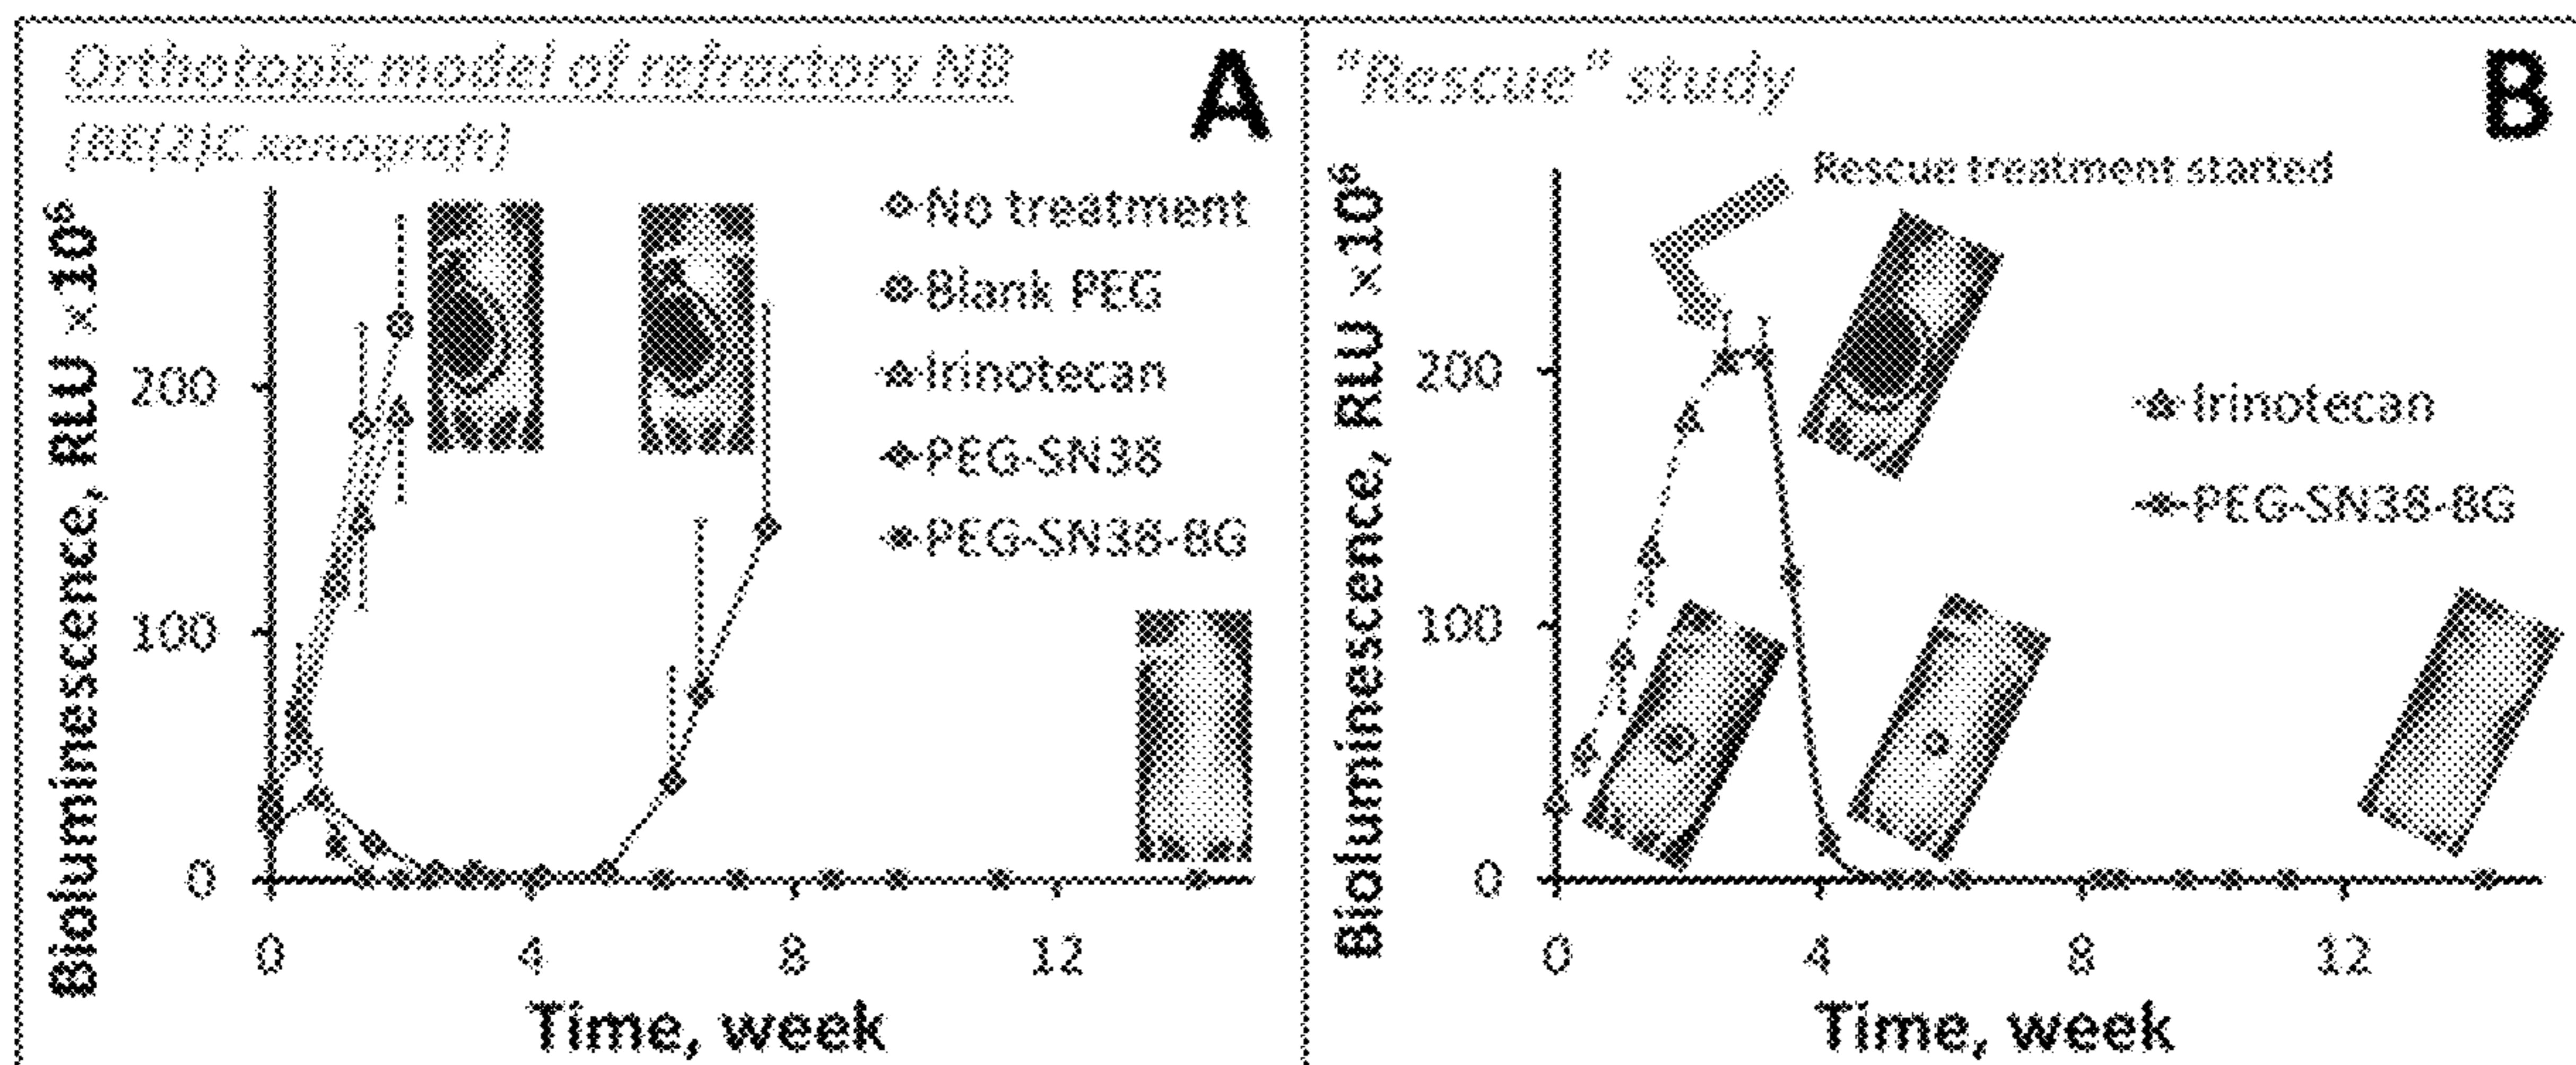 Orthotopic model of refractory NB
[BE(2)C xenograft]
A
Bioluminescence, RLU ×10⁶
200
100
0
No treatment
Blank PEG
Irinotecan
PEG-SN38
PEG-SN38-8G
0 4 8 12
Time, week
"Rescue" study
B
Rescue treatment started
Bioluminescence, RLU ×10⁶
200
100
0
Irinotecan
PEG-SN38-8G
0 4 8 12
Time, week